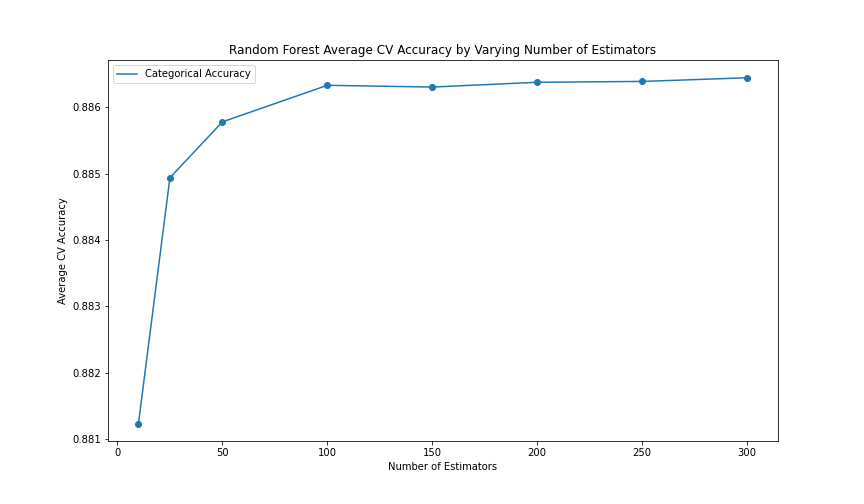 Random Forest Average CV Accuracy by Varying Number of Estimators
Categorical Accuracy
0.886
0.885
0.884
0.883
0.882
0.881
Average CV Accuracy
0 50 100 150 200 250 300
Number of Estimators